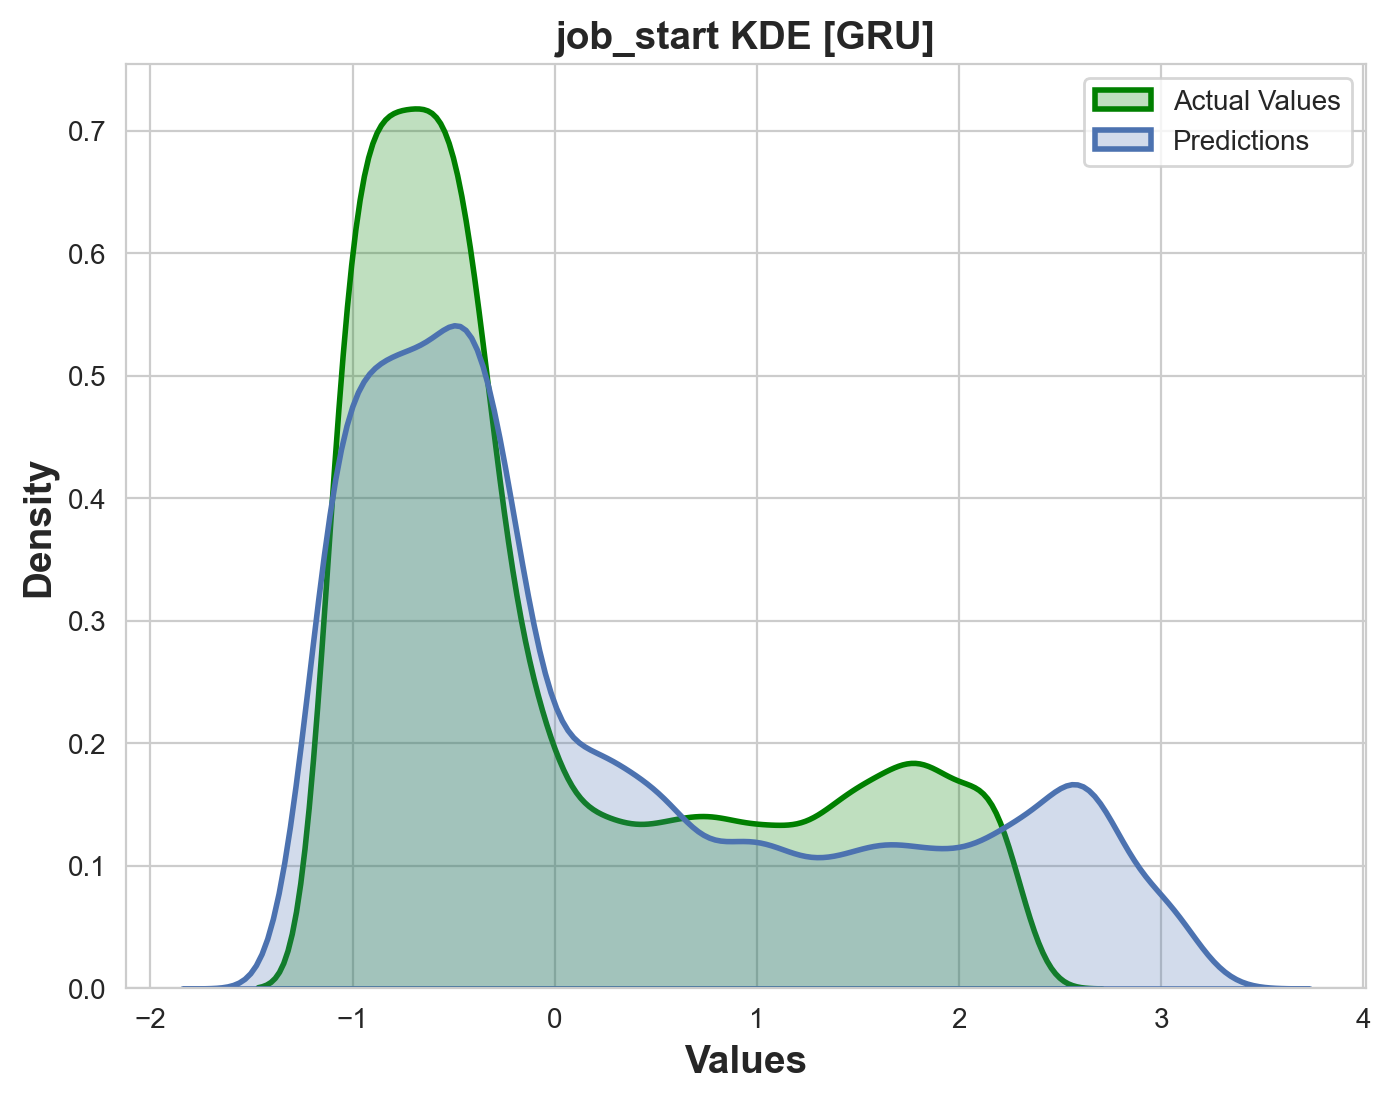 job_start KDE [GRU]
Actual Values
Predictions
Density
0.7
0.6
0.5
0.4
0.3
0.2
0.1
0.0
−2 −1 0 1 2 3 4
Values